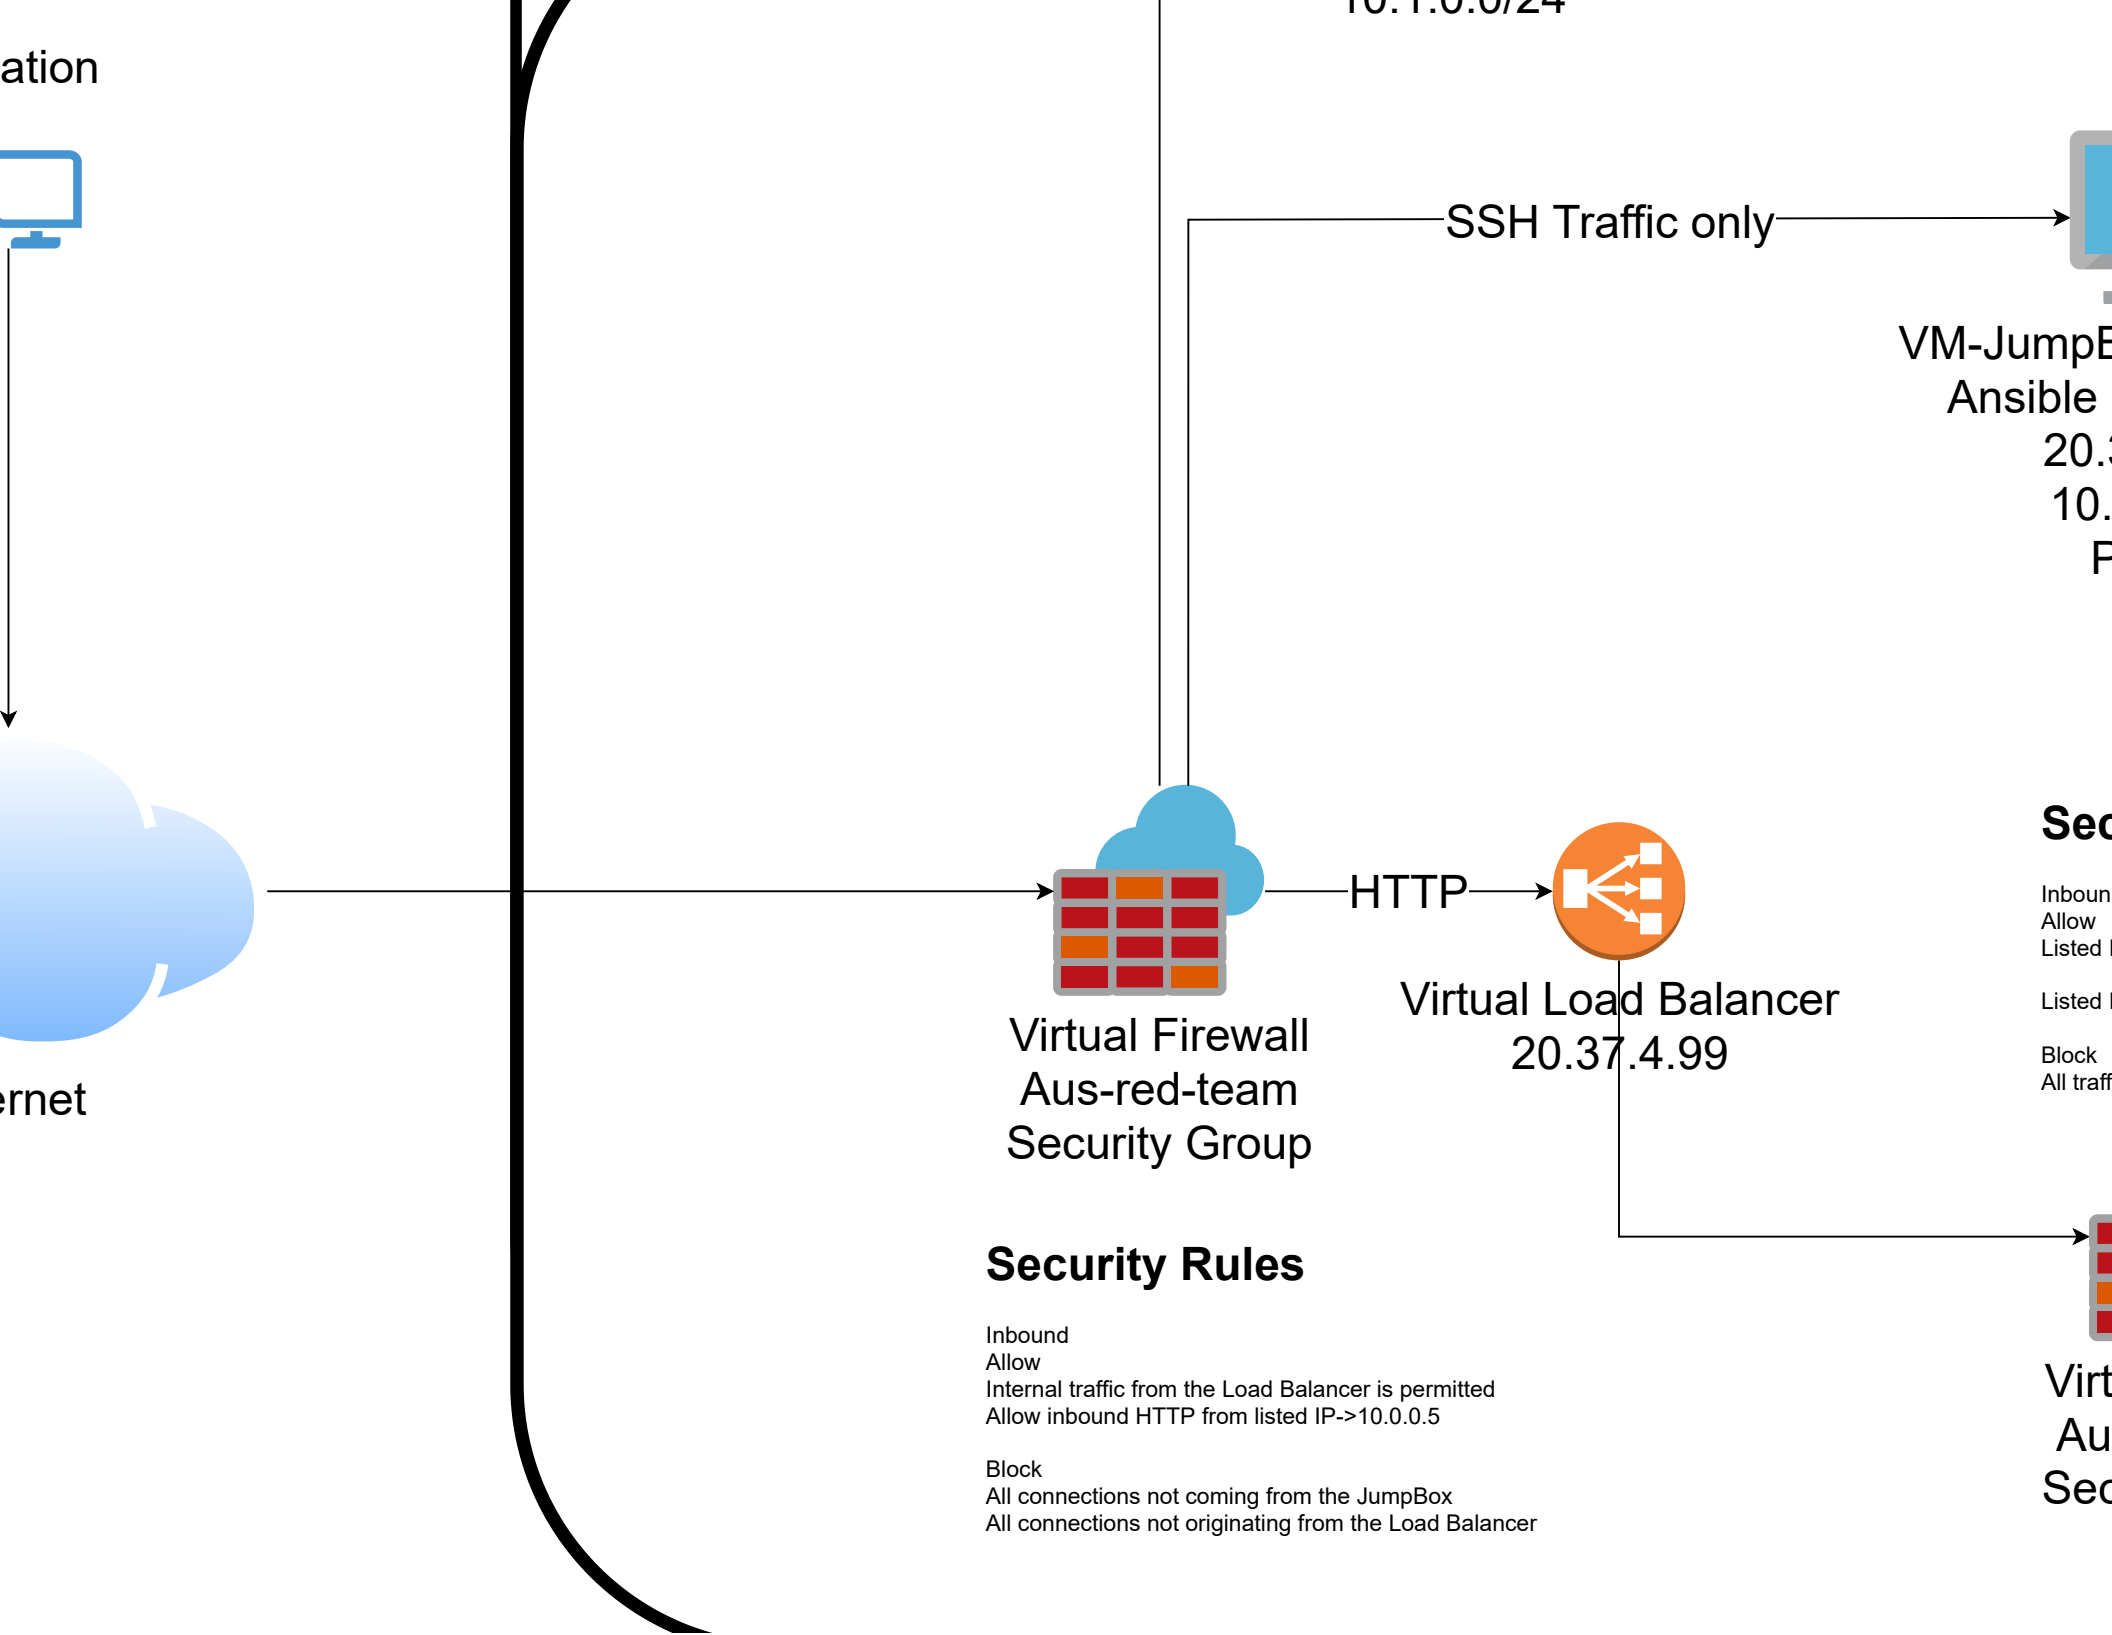 10.1.0.0/24
ation
SSH Traffic only
VM-Jump
Ansible
20.
10.
P
HTTP
Virtual Load Balancer
20.37.4.99
ernet
Virtual Firewall
Aus-red-team
Security Group
Security Rules
Inbound
Allow
Internal traffic from the Load Balancer is permitted
Allow inbound HTTP from listed IP->10.0.0.5
Block
All connections not coming from the JumpBox
All connections not originating from the Load Balancer
Sec
Inboun
Allow
Listed
Listed
Block
All traff
Virt
Au
Sec